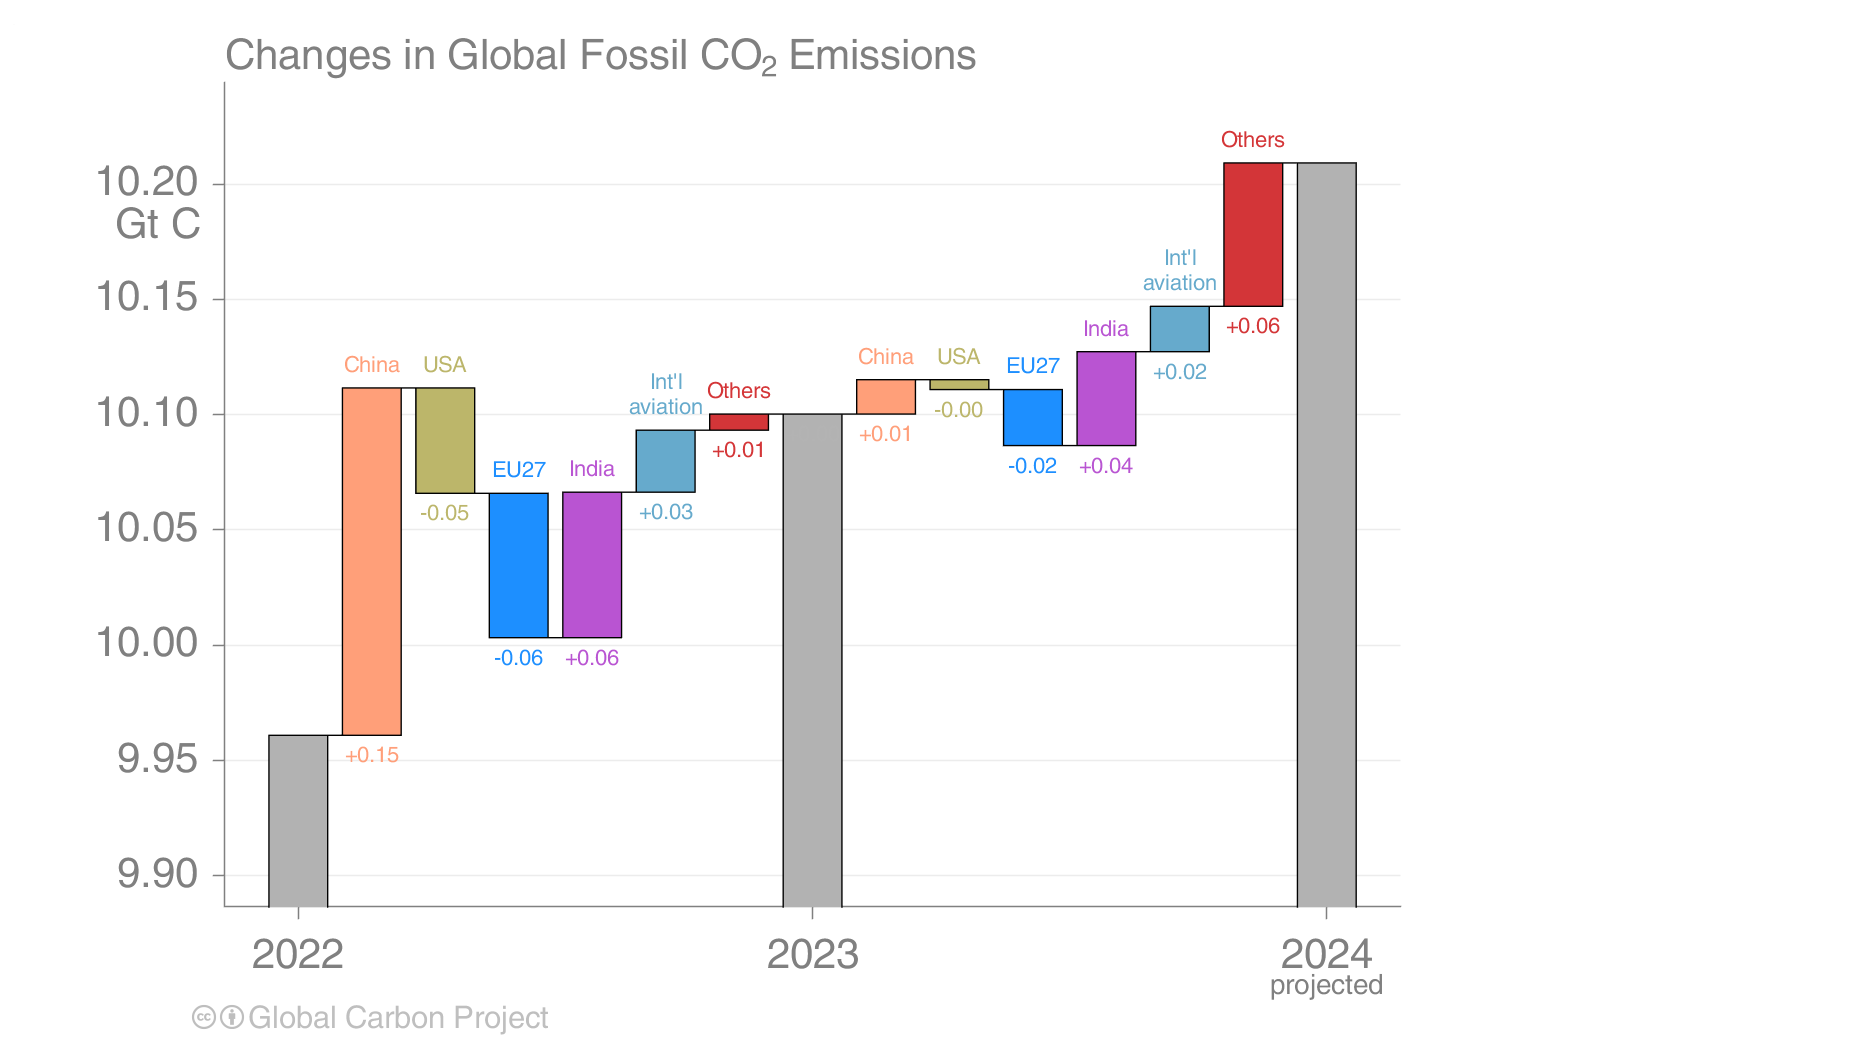 Changes in Global Fossil CO₂ Emissions
10.20
Gt C
10.15
10.10
10.05
10.00
9.95
9.90
China
+0.15
USA
-0.05
EU27
-0.06
India
+0.06
Int'l
aviation
+0.03
Others
+0.01
China
+0.01
USA
-0.00
EU27
-0.02
India
+0.04
Int'l
aviation
+0.02
Others
+0.06
2022
2023
2024
projected
cc Global Carbon Project